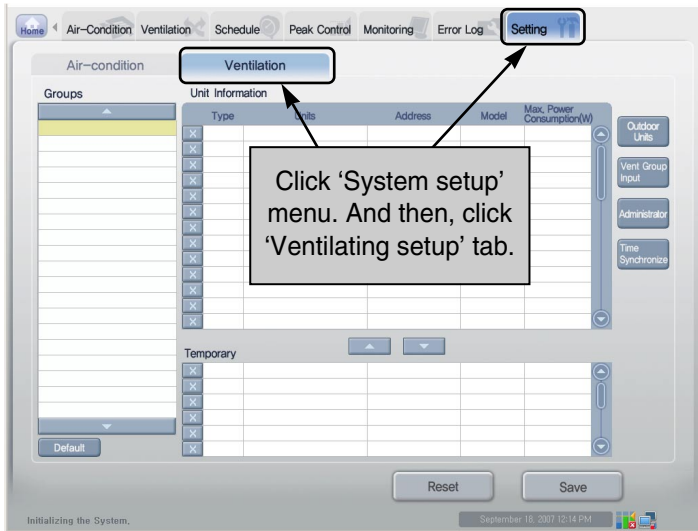 Home Air-Condition Ventilation Schedule Peak Control Monitoring Error Log Setting
Air-condition Ventilation
Groups
Unit Information
Type Units Address Model Max, Power Consumption(W)
X
X
X
X
X
X
X
X
X
X
X
X
X
Click ‘System setup’
menu. And then, click
‘Ventilating setup’ tab.
Outdoor
Units
Vent Group
Input
Administrator
Time
Synchronize
Temporary
X
X
X
X
X
X
Default
Reset Save
Initializing the System,
September 18, 2007 12:14 PM